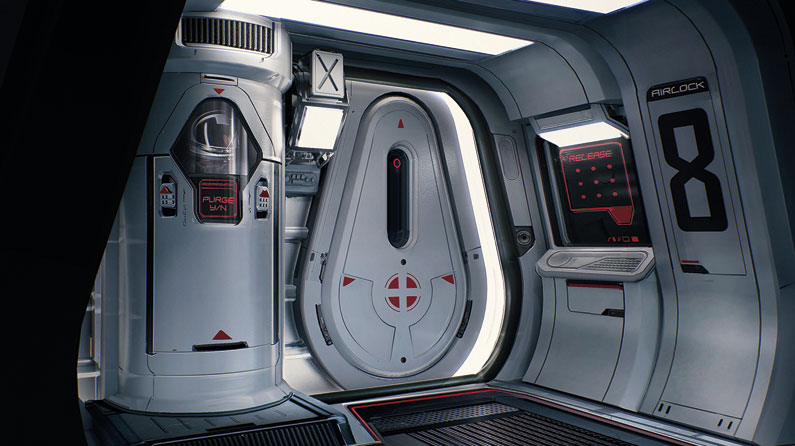 PURGE
Y/N
RELEASE
AIRLOCK
8